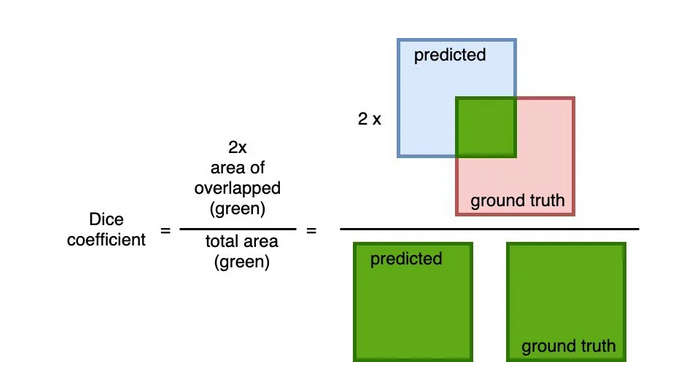 Dice
coefficient
=
2x
area of
overlapped
(green)
total area
(green)
=
2 x
predicted
ground truth
predicted
ground truth